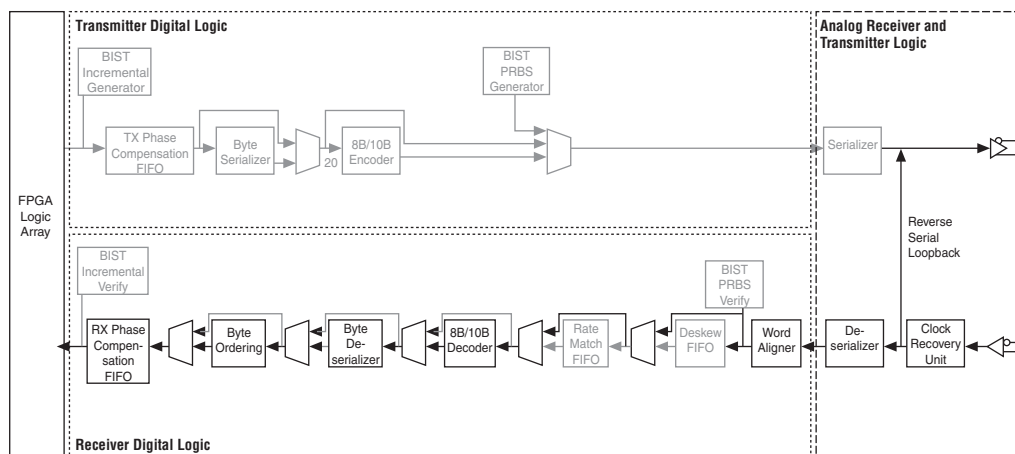 Transmitter Digital Logic
Analog Receiver and
Transmitter Logic
BIST
Incremental
Generator
BIST
PRBS
Generator
TX Phase
Compensation
FIFO
Byte
Serializer
20
8B/10B
Encoder
Serializer
FPGA
Logic
Array
Reverse
Serial
Loopback
BIST
Incremental
Verify
BIST
PRBS
Verify
RX Phase
Compen-
sation
FIFO
Byte
Ordering
Byte
De-
serializer
8B/10B
Decoder
Rate
Match
FIFO
Deskew
FIFO
Word
Aligner
De-
serializer
Clock
Recovery
Unit
Receiver Digital Logic